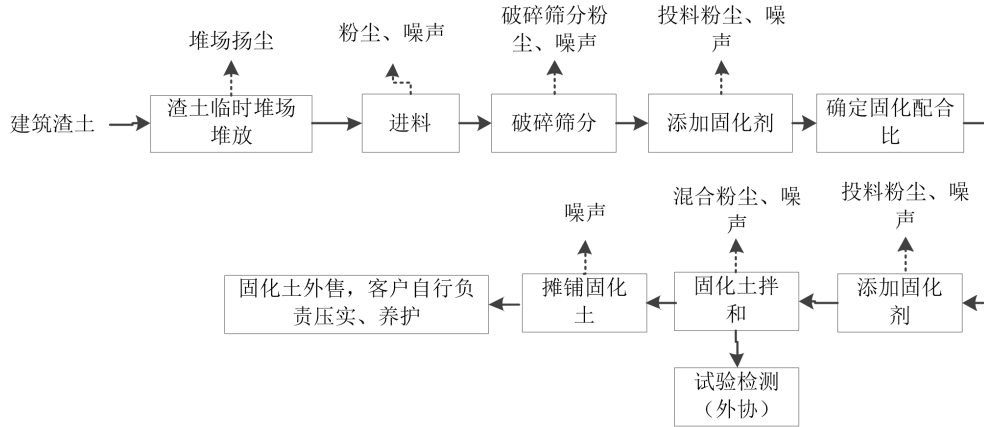 堆场扬尘
粉尘、噪声
破碎筛分粉
尘、噪声
投料粉尘、噪
声
建筑渣土
渣土临时堆场
堆放
进料
破碎筛分
添加固化剂
确定固化配合
比
噪声
混合粉尘、噪
声
投料粉尘、噪
声
固化土外售，客户自行负
责压实、养护
摊铺固化
土
固化土拌
和
添加固化
剂
试验检测
（外协）